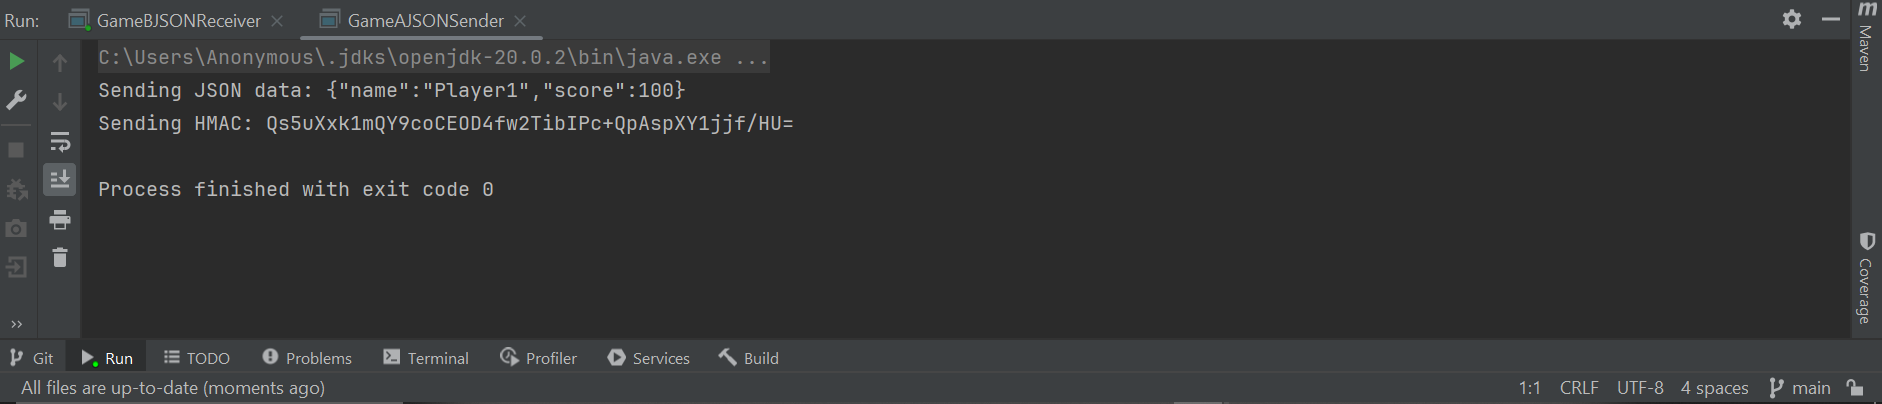 Run: GameBJSONReceiver GameAJSONSender
C:\Users\Anonymous\.jdks\openjdk-20.0.2\bin\java.exe ...
Sending JSON data: {"name":"Player1","score":100}
Sending HMAC: Qs5uXxk1mQY9coCEOD4fw2TibIPc+QpAspXY1jjf/HU=
Process finished with exit code 0
m
Maven
Coverage
Git Run TODO Problems Terminal Profiler Services Build
All files are up-to-date (moments ago) 1:1 CRLF UTF-8 4 spaces main